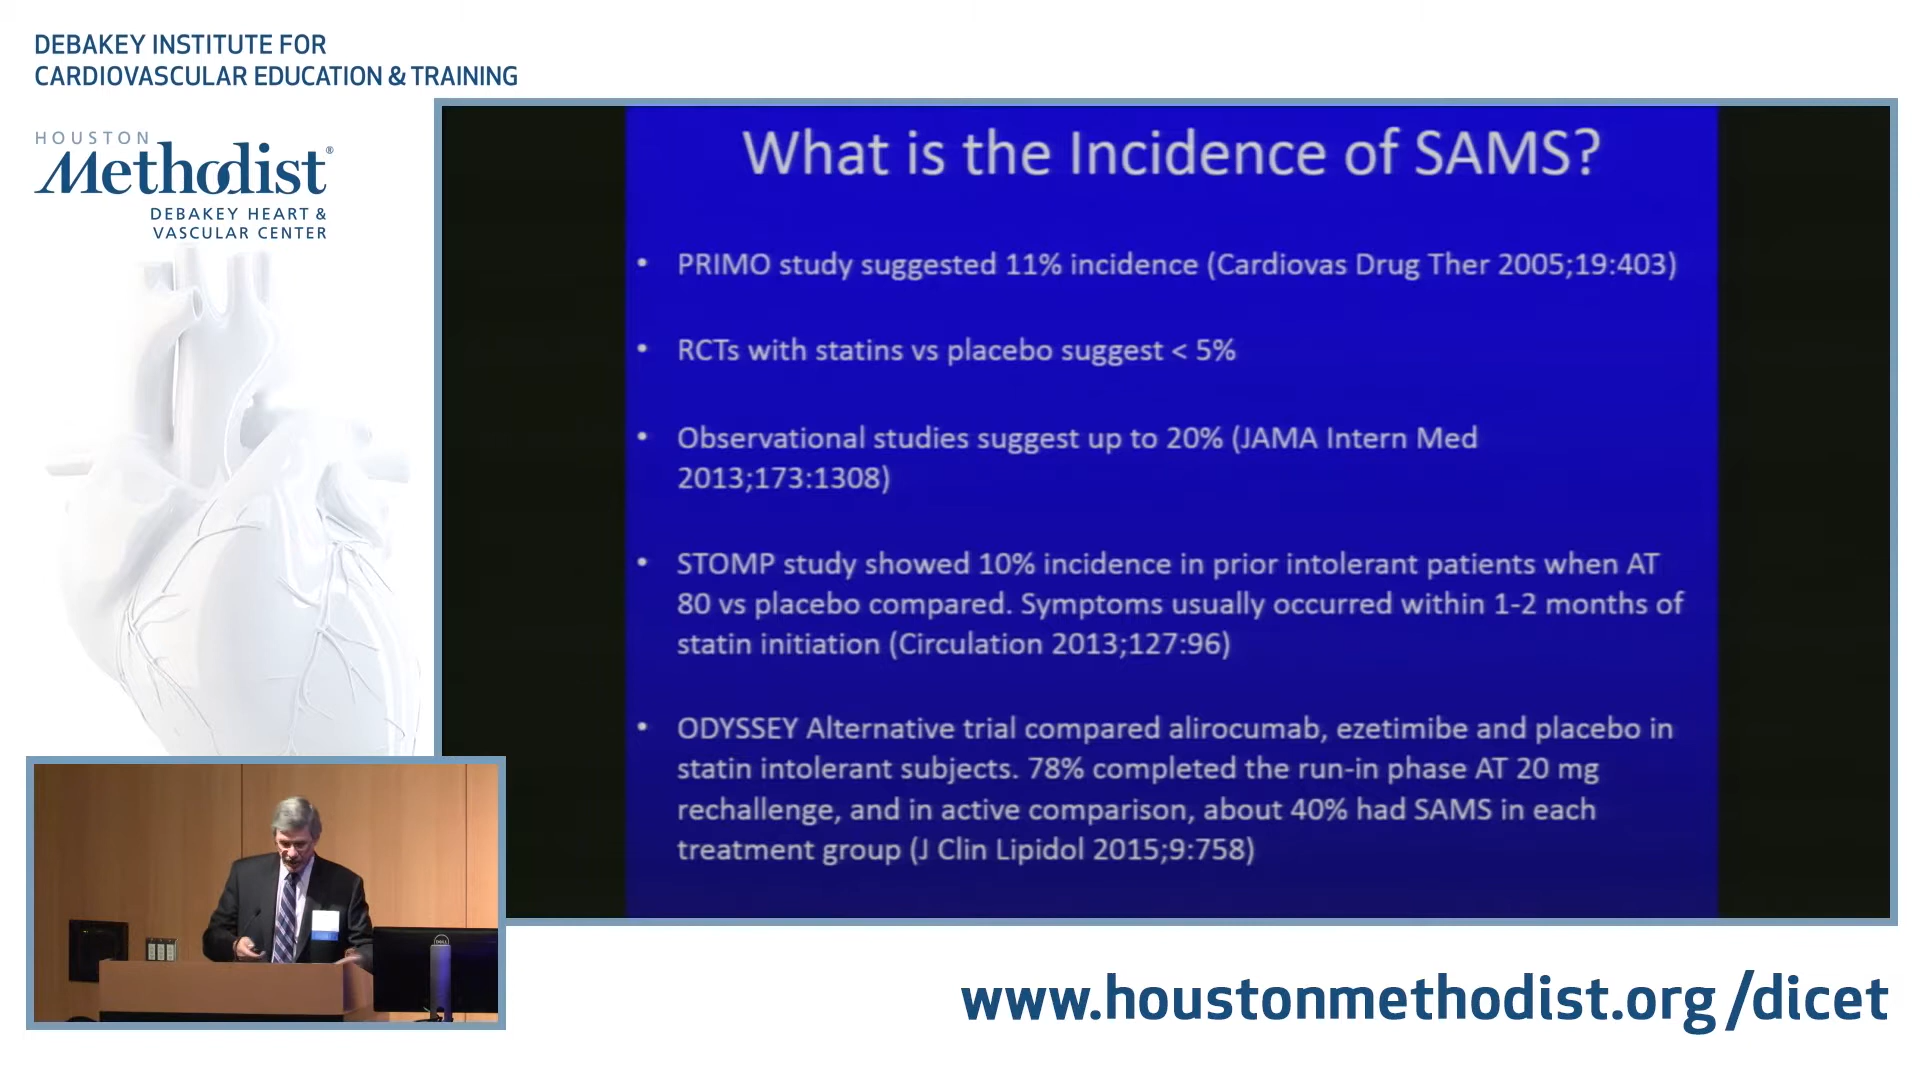 DEBAKEY INSTITUTE FOR
CARDIOVASCULAR EDUCATION & TRAINING
HOUSTON
Methodist®
DEBAKEY HEART &
VASCULAR CENTER
What is the Incidence of SAMS?
• PRIMO study suggested 11% incidence (Cardiovas Drug Ther 2005;19:403)
• RCTs with statins vs placebo suggest < 5%
• Observational studies suggest up to 20% (JAMA Intern Med
2013;173:1308)
• STOMP study showed 10% incidence in prior intolerant patients when AT
80 vs placebo compared. Symptoms usually occurred within 1-2 months of
statin initiation (Circulation 2013;127:96)
• ODYSSEY Alternative trial compared alirocumab, ezetimibe and placebo in
statin intolerant subjects. 78% completed the run-in phase AT 20 mg
rechallenge, and in active comparison, about 40% had SAMS in each
treatment group (J Clin Lipidol 2015;9:758)
DELL
www.houstonmethodist.org/dicet